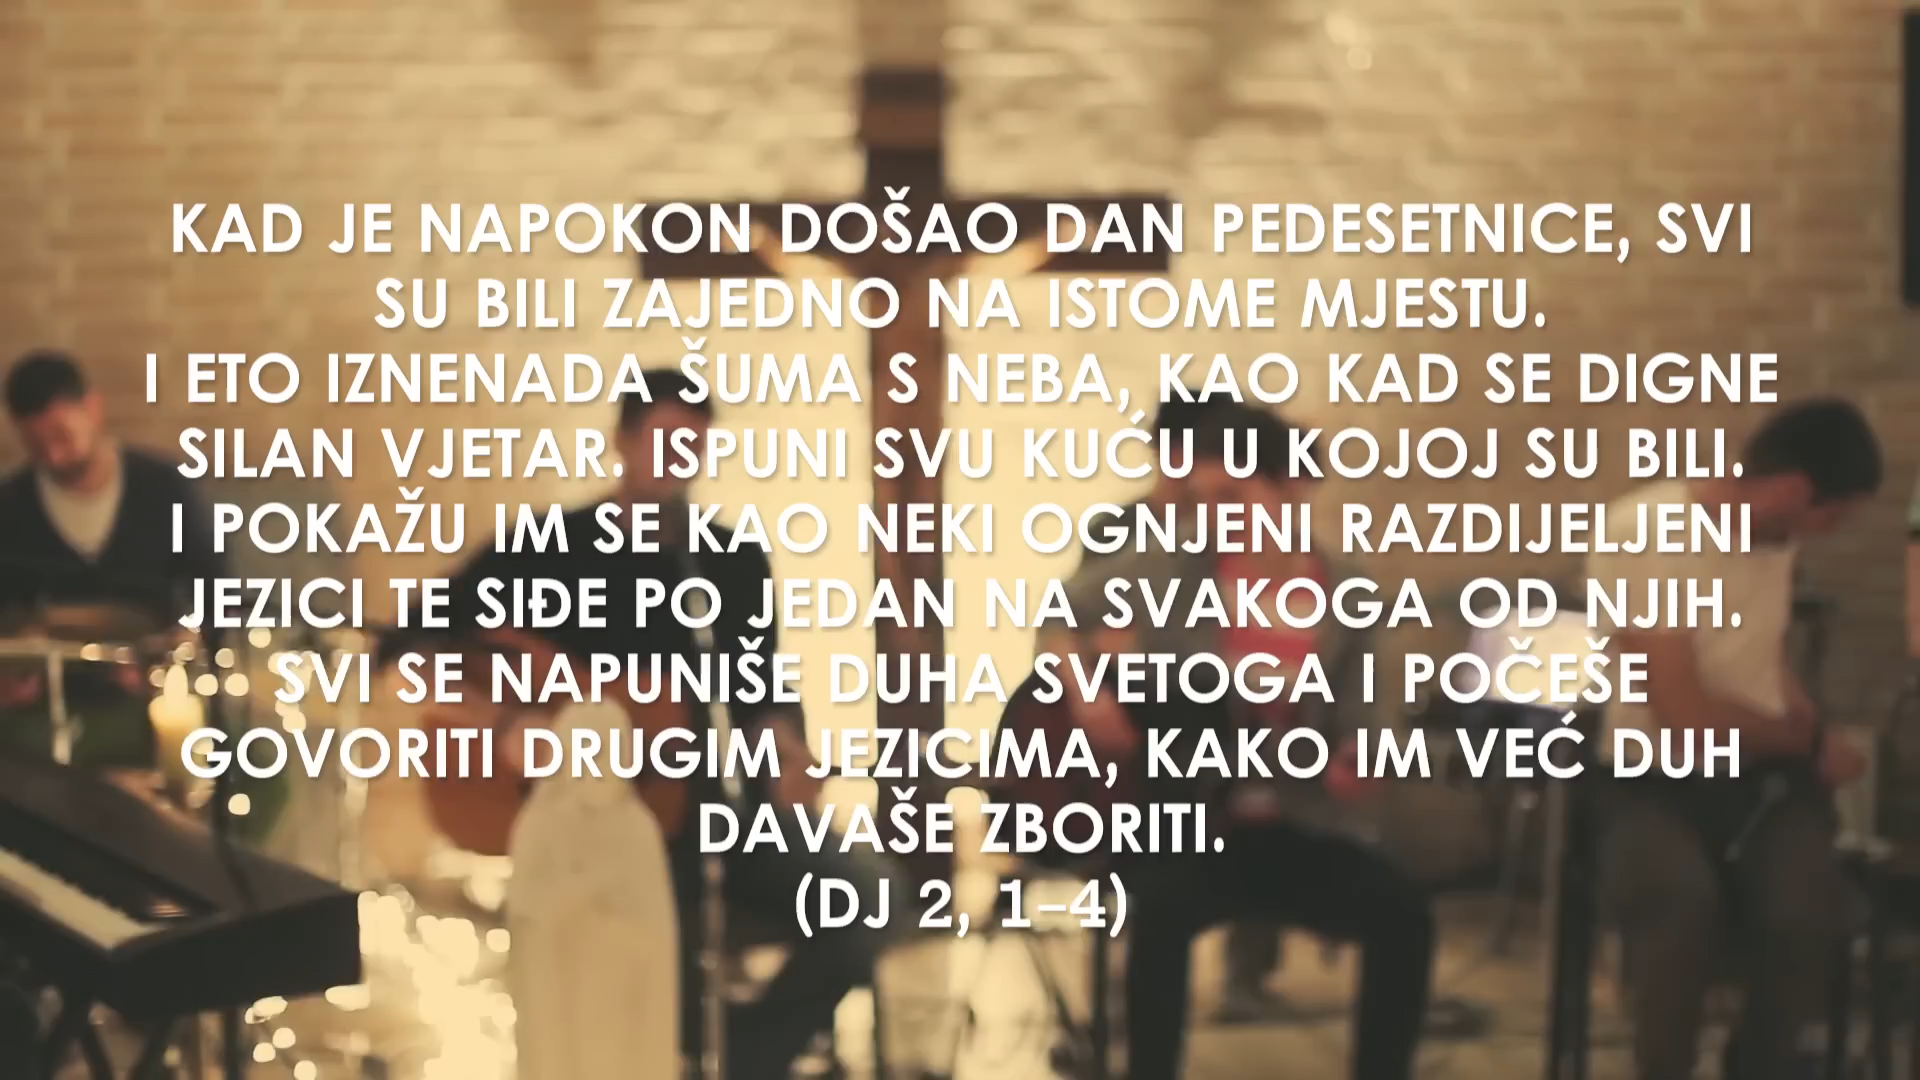 KAD JE NAPOKON DOŠAO DAN PEDESETNICE, SVI
SU BILI ZAJEDNO NA ISTOME MJESTU.
I ETO IZNENADA ŠUMA S NEBA, KAO KAD SE DIGNE
SILAN VJETAR. ISPUNI SVU KUĆU U KOJOJ SU BILI.
I POKAŽU IM SE KAO NEKI OGNJENI RAZDIJELJENI
JEZICI TE SIĐE PO JEDAN NA SVAKOGA OD NJIH.
SVI SE NAPUNIŠE DUHA SVETOGA I POČEŠE
GOVORITI DRUGIM JEZICIMA, KAKO IM VEĆ DUH
DAVAŠE ZBORITI.
(DJ 2, 1–4)